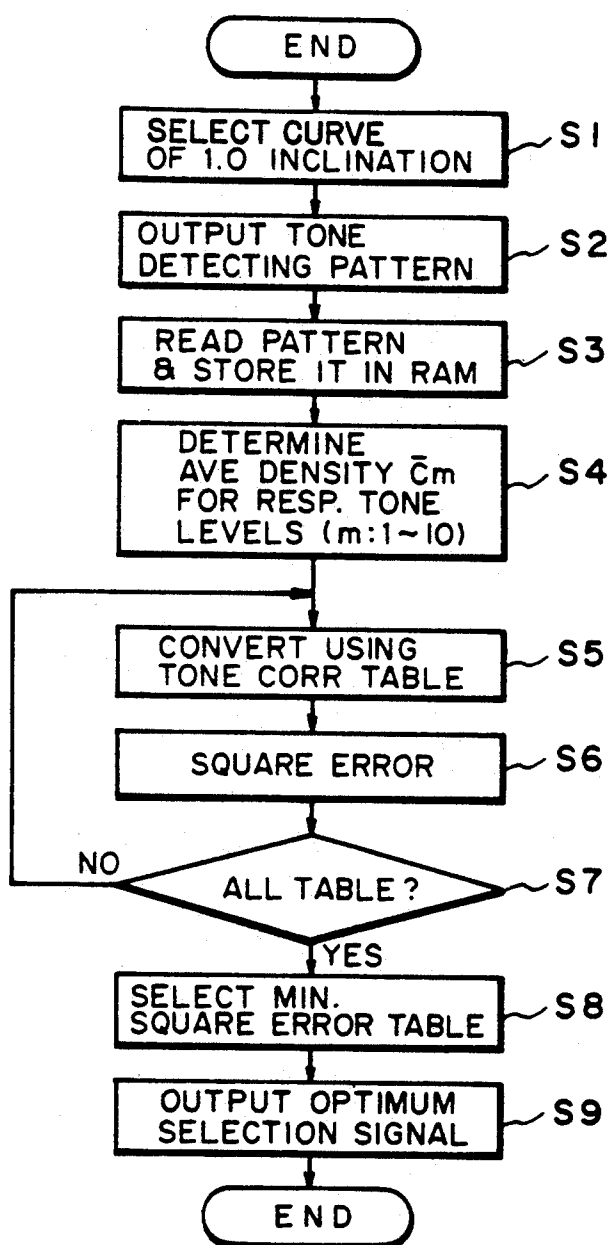 END
SELECT CURVE
OF 1.0 INCLINATION
S1
OUTPUT TONE
DETECTING PATTERN
S2
READ PATTERN
& STORE IT IN RAM
S3
DETERMINE
AVE DENSITY C̄m
FOR RESP. TONE
LEVELS (m:1~10)
S4
CONVERT USING
TONE CORR TABLE
S5
SQUARE ERROR
S6
NO
ALL TABLE?
S7
YES
SELECT MIN.
SQUARE ERROR TABLE
S8
OUTPUT OPTIMUM
SELECTION SIGNAL
S9
END